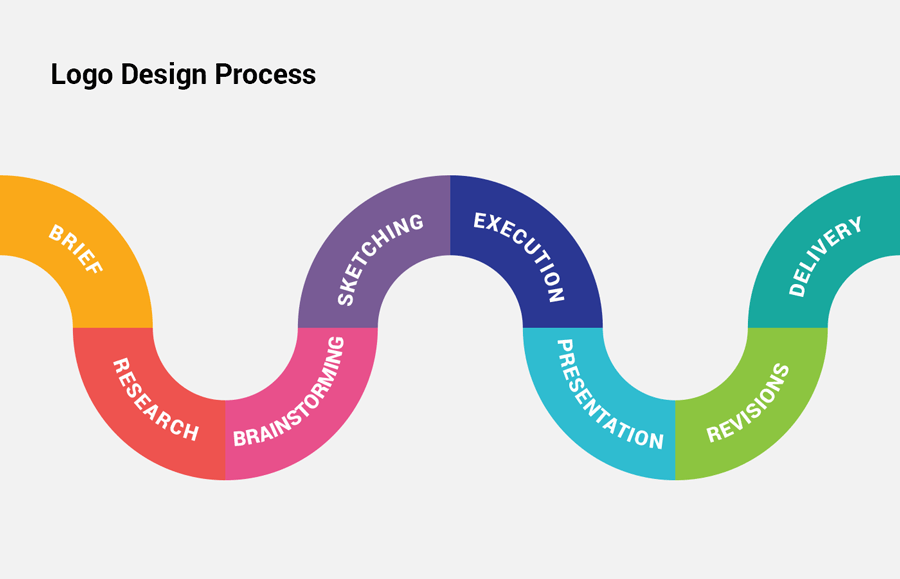 Logo Design Process
BRIEF
RESEARCH
BRAINSTORMING
SKETCHING
EXECUTION
PRESENTATION
REVISIONS
DELIVERY